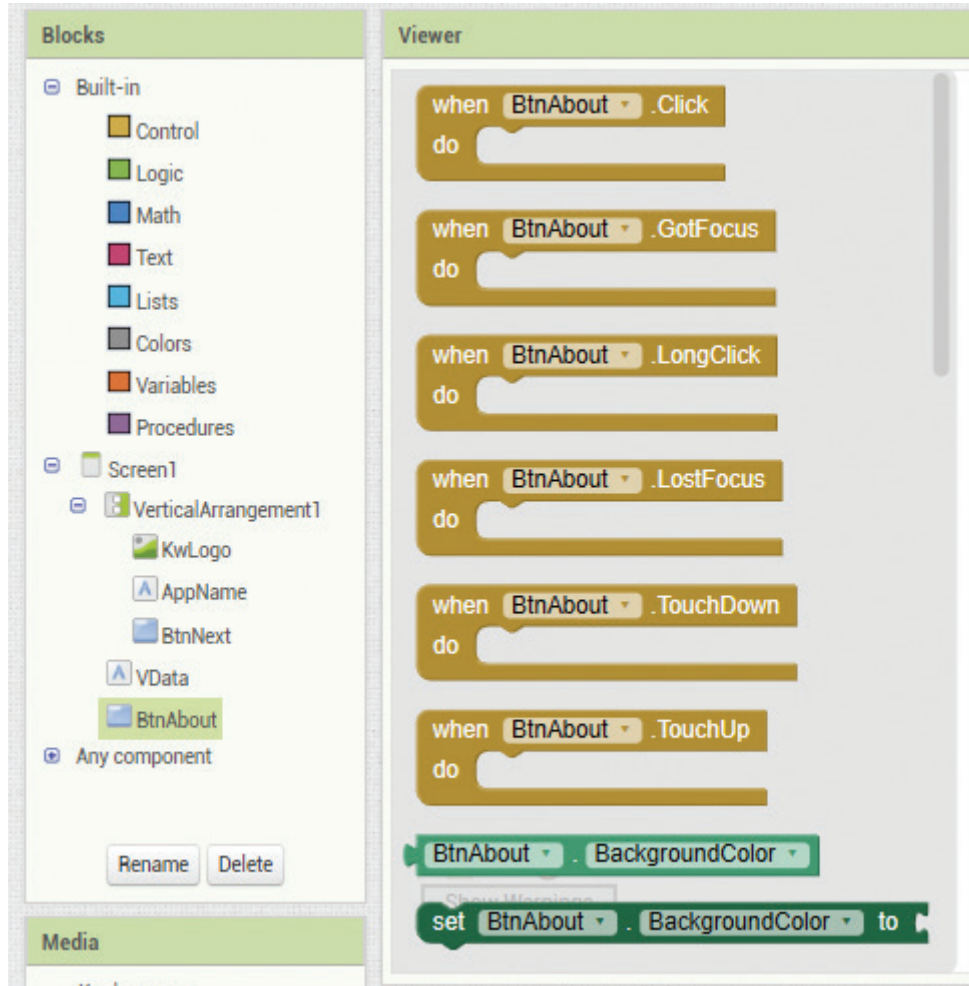 Blocks
Built-in
Control
Logic
Math
Text
Lists
Colors
Variables
Procedures
Screen1
VerticalArrangement1
KwLogo
AppName
BtnNext
VData
BtnAbout
Any component
Rename Delete
Media
Viewer
when BtnAbout .Click
do
when BtnAbout .GotFocus
do
when BtnAbout .LongClick
do
when BtnAbout .LostFocus
do
when BtnAbout .TouchDown
do
when BtnAbout .TouchUp
do
BtnAbout . BackgroundColor
Show Warnings
set BtnAbout . BackgroundColor to